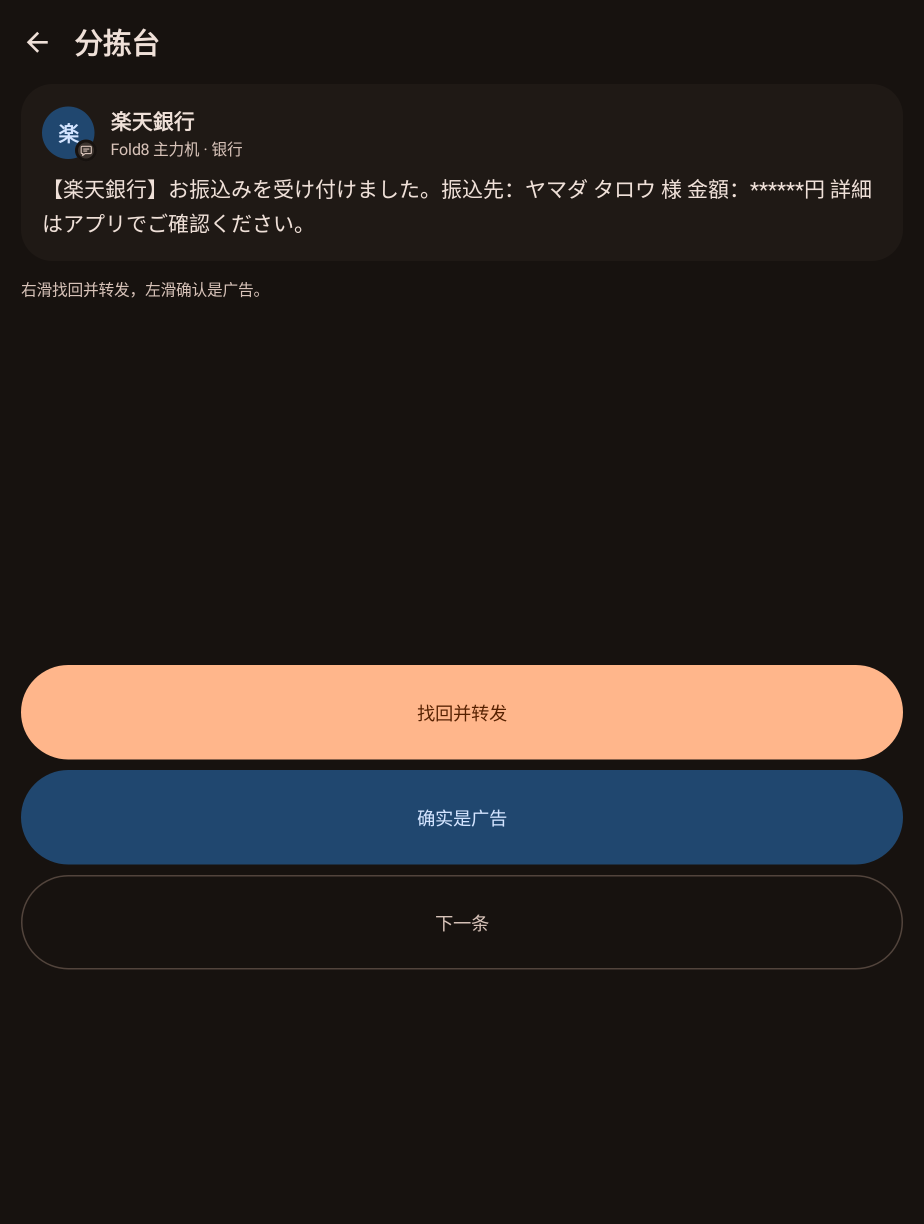 分拣台
楽
楽天銀行
Fold8 主力机 · 银行
【楽天銀行】お振込みを受け付けました。振込先：ヤマダ タロウ 様 金額：******円 詳細
はアプリでご確認ください。
右滑找回并转发，左滑确认是广告。
找回并转发
确实是广告
下一条